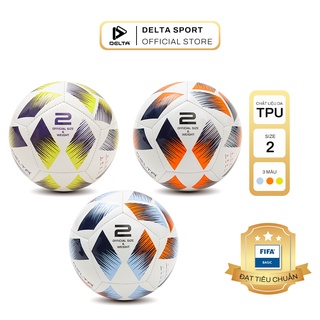 DELTA
DELTA SPORT
OFFICIAL STORE
2
OFFICIAL SIZE
&
WEIGHT
2
OFFICIAL SIZE
&
WEIGHT
2
OFFICIAL SIZE
&
WEIGHT
CHẤT LIỆU DA
TPU
SIZE
2
3 MÀU
FIFA
BASIC
ĐẠT TIÊU CHUẨN